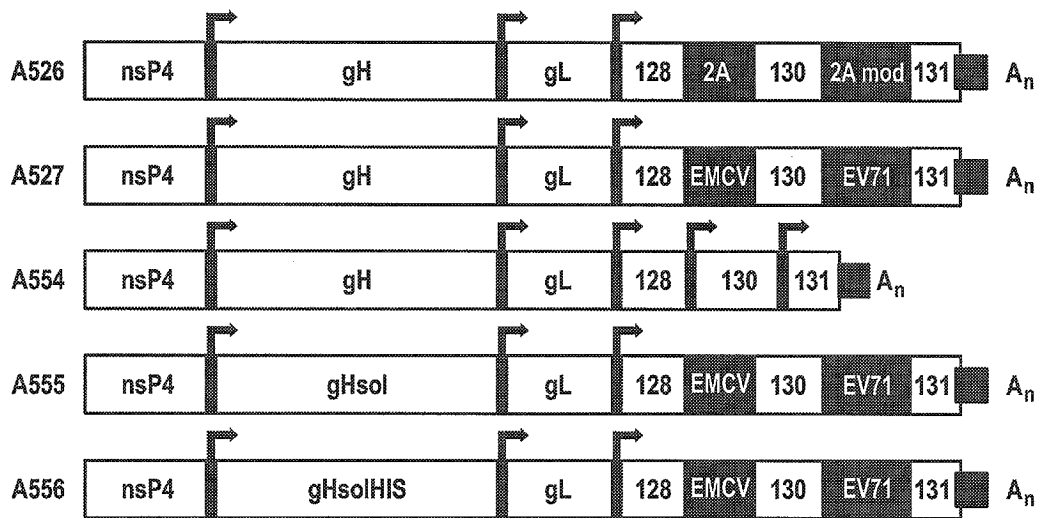 A526 nsP4 gH gL 128 2A 130 2A mod 131 An
A527 nsP4 gH gL 128 EMCV 130 EV71 131 An
A554 nsP4 gH gL 128 130 131 An
A555 nsP4 gHsol gL 128 EMCV 130 EV71 131 An
A556 nsP4 gHsolHIS gL 128 EMCV 130 EV71 131 An